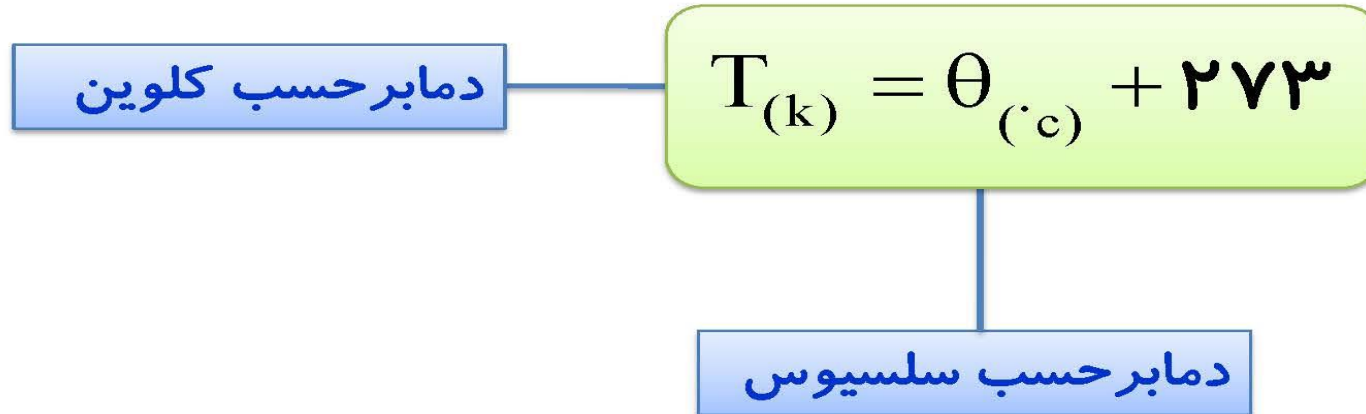 T(k) = θ(°c) + ۲۷۳
دمابرحسب کلوین
دمابرحسب سلسیوس